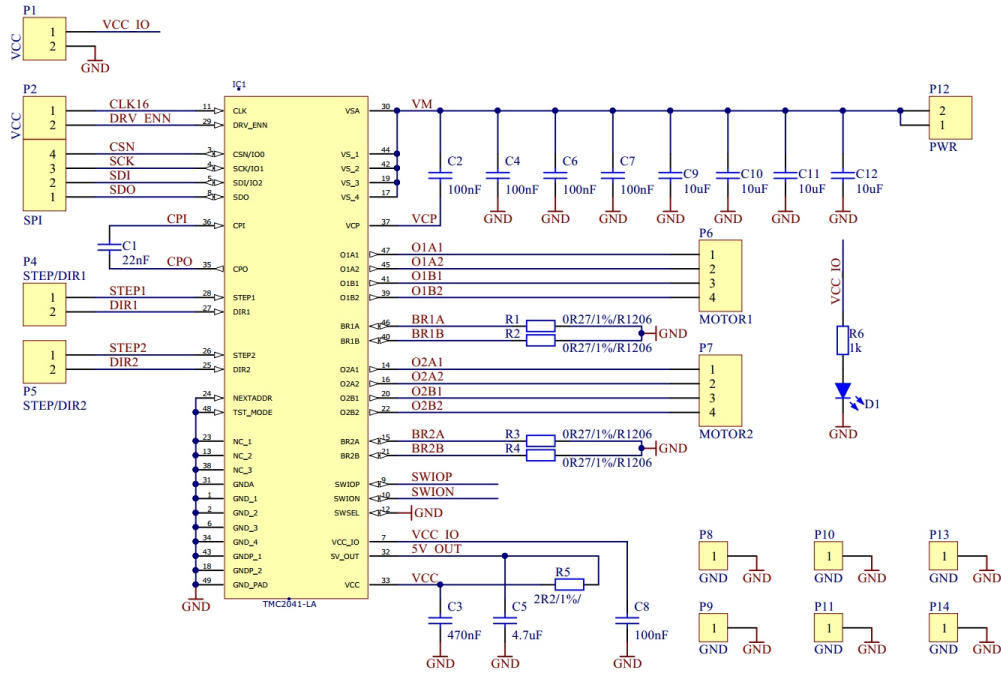 P1
VCC
1
2
VCC_IO
GND
P2
VCC
1
2
CLK16
DRV_ENN
4
3
2
1
CSN
SCK
SDI
SDO
SPI
CPI
C1
22nF
CPO
P4
STEP/DIR1
1
2
STEP1
DIR1
1
2
STEP2
DIR2
P5
STEP/DIR2
IC1
11 CLK
29 DRV_ENN
3 CSN/IO0
4 SCK/IO1
5 SDI/IO2
8 SDO
36 CPI
35 CPO
28 STEP1
27 DIR1
26 STEP2
25 DIR2
24 NEXTADDR
48 TST_MODE
23 NC_1
13 NC_2
38 NC_3
31 GNDA
1 GND_1
2 GND_2
6 GND_3
34 GND_4
43 GNDP_1
18 GNDP_2
49 GND_PAD
GND
TMC2041-LA
VSA 30 VM
VS_1 44
VS_2 42
VS_3 19
VS_4 17
VCP 37 VCP
O1A1 47 O1A1
O1A2 45 O1A2
O1B1 41 O1B1
O1B2 39 O1B2
BR1A 46 BR1A
BR1B 40 BR1B
O2A1 14 O2A1
O2A2 16 O2A2
O2B1 20 O2B1
O2B2 22 O2B2
BR2A 15 BR2A
BR2B 21 BR2B
SWIOP 9 SWIOP
SWION 10 SWION
SWSEL 12 GND
VCC_IO 7 VCC_IO
5V_OUT 32 5V_OUT
VCC 33 VCC
C2
100nF
C4
100nF
GND
C6
100nF
GND
C7
100nF
GND
C9
10uF
GND
C10
10uF
GND
C11
10uF
GND
C12
10uF
GND
P12
2
1
PWR
P6
1
2
3
4
MOTOR1
R1 0R27/1%/R1206
R2
0R27/1%/R1206
GND
P7
1
2
3
4
MOTOR2
R3 0R27/1%/R1206
R4
0R27/1%/R1206
GND
VCC_IO
R6
1k
D1
GND
R5
2R2/1%/
C3
470nF
GND
C5
4.7uF
GND
C8
100nF
GND
P8
1
GND
GND
P10
1
GND
GND
P13
1
GND
GND
P9
1
GND
GND
P11
1
GND
GND
P14
1
GND
GND